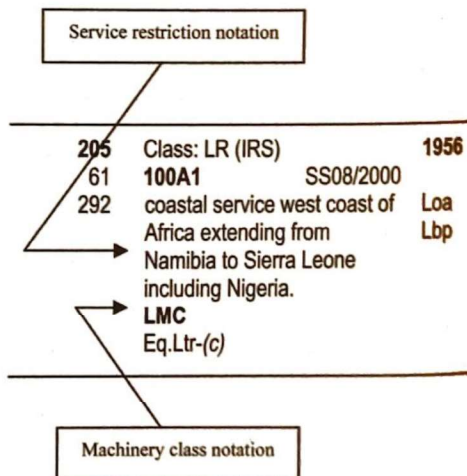 Service restriction notation
205 Class: LR (IRS) 1956
61 100A1 SS08/2000
292 coastal service west coast of Loa
Africa extending from Lbp
Namibia to Sierra Leone
including Nigeria.
LMC
Eq.Ltr-(c)
Machinery class notation